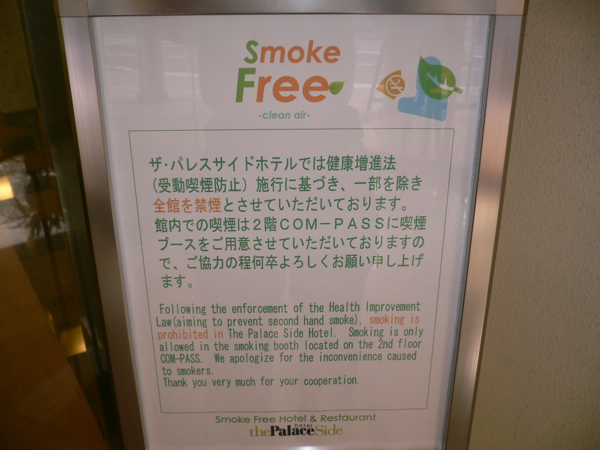 Smoke
Free
-clean air-
ザ・パレスサイドホテルでは健康増進法
(受動喫煙防止) 施行に基づき、一部を除き
全館を禁煙とさせていただいております。
館内での喫煙は２階COM－PASSに喫煙
ブースをご用意させていただいておりますの
で、ご協力の程何卒よろしくお願い申し上げ
ます。
Following the enforcement of the Health Improvement
Law(aiming to prevent second hand smoke), smoking is
prohibited in The Palace Side Hotel. Smoking is only
allowed in the smoking booth located on the 2nd floor
COM-PASS. We apologize for the inconvenience caused
to smokers.
Thank you very much for your cooperation.
Smoke Free Hotel & Restaurant
hotel
thePalaceSide